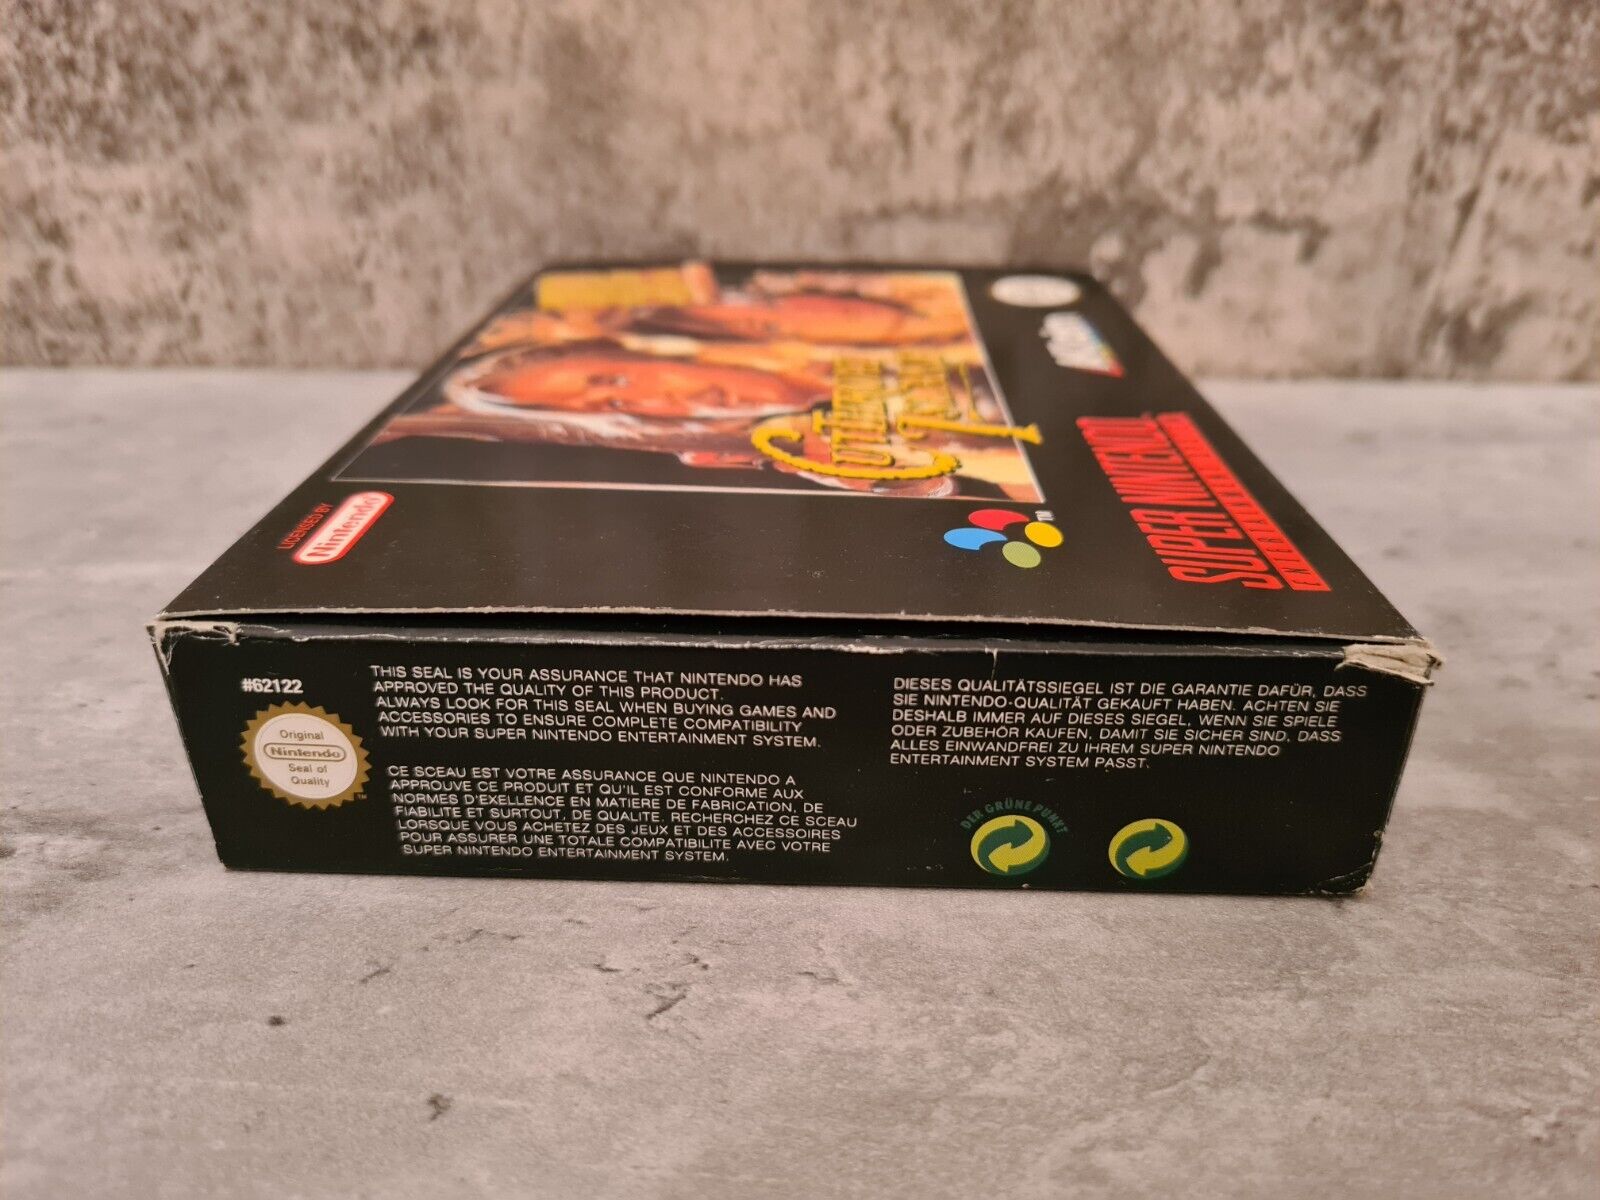 CUTTHROAT
ISLAND
SUPER NINTENDO
LICENSED BY
Nintendo
TM
#62122
Original
Nintendo
Seal of
Quality
TM
THIS SEAL IS YOUR ASSURANCE THAT NINTENDO HAS
APPROVED THE QUALITY OF THIS PRODUCT.
ALWAYS LOOK FOR THIS SEAL WHEN BUYING GAMES AND
ACCESSORIES TO ENSURE COMPLETE COMPATIBILITY
WITH YOUR SUPER NINTENDO ENTERTAINMENT SYSTEM.
CE SCEAU EST VOTRE ASSURANCE QUE NINTENDO A
APPROUVE CE PRODUIT ET QU'IL EST CONFORME AUX
NORMES D'EXELLENCE EN MATIERE DE FABRICATION, DE
FIABILITE ET SURTOUT, DE QUALITE. RECHERCHEZ CE SCEAU
LORSQUE VOUS ACHETEZ DES JEUX ET DES ACCESSOIRES
POUR ASSURER UNE TOTALE COMPATIBILITE AVEC VOTRE
SUPER NINTENDO ENTERTAINMENT SYSTEM.
DIESES QUALITÄTSSIEGEL IST DIE GARANTIE DAFÜR, DASS
SIE NINTENDO-QUALITÄT GEKAUFT HABEN. ACHTEN SIE
DESHALB IMMER AUF DIESES SIEGEL, WENN SIE SPIELE
ODER ZUBEHÖR KAUFEN, DAMIT SIE SICHER SIND, DASS
ALLES EINWANDFREI ZU IHREM SUPER NINTENDO
ENTERTAINMENT SYSTEM PASST.
DER GRÜNE PUNKT